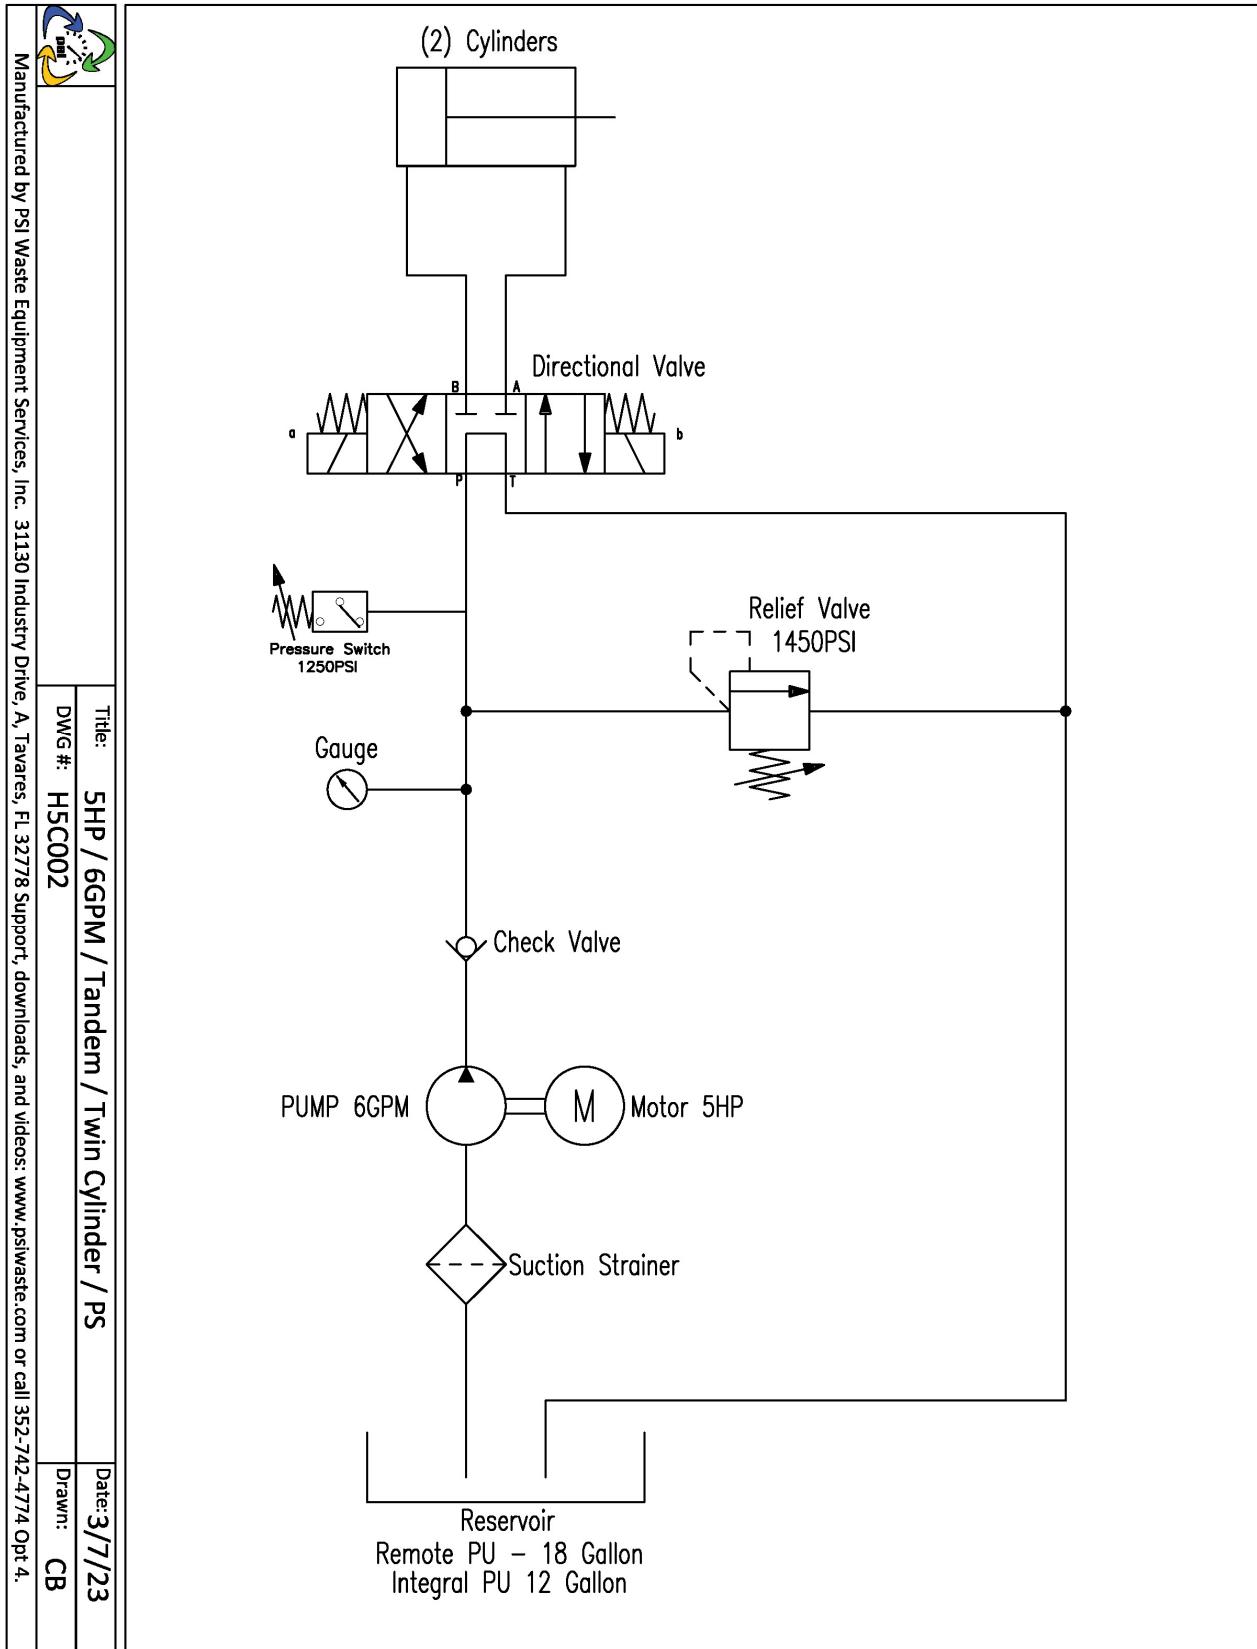 (2) Cylinders
Directional Valve
B
A
a
b
P
T
Pressure Switch
1250PSI
Relief Valve
1450PSI
Gauge
Check Valve
PUMP 6GPM
M
Motor 5HP
Suction Strainer
Reservoir
Remote PU - 18 Gallon
Integral PU 12 Gallon
psi
Title: 5HP / 6GPM / Tandem / Twin Cylinder / PS
Date:3/7/23
DWG #: H5C002
Drawn: CB
Manufactured by PSI Waste Equipment Services, Inc. 31130 Industry Drive, A, Tavares, FL 32778 Support, downloads, and videos: www.psiwaste.com or call 352-742-4774 Opt 4.